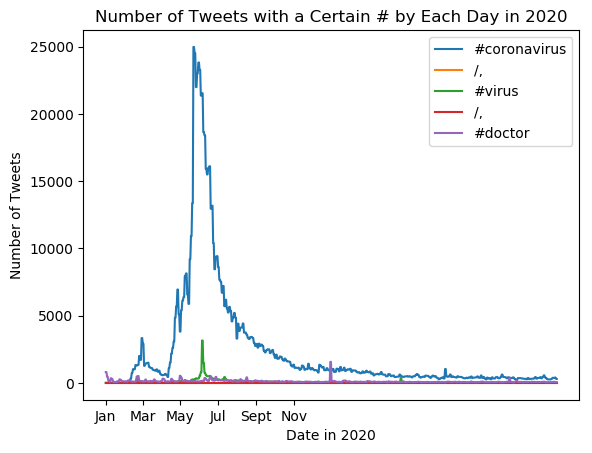 Number of Tweets with a Certain # by Each Day in 2020
#coronavirus
/,
#virus
/,
#doctor
25000
20000
15000
10000
5000
0
Number of Tweets
Jan Mar May Jul Sept Nov
Date in 2020